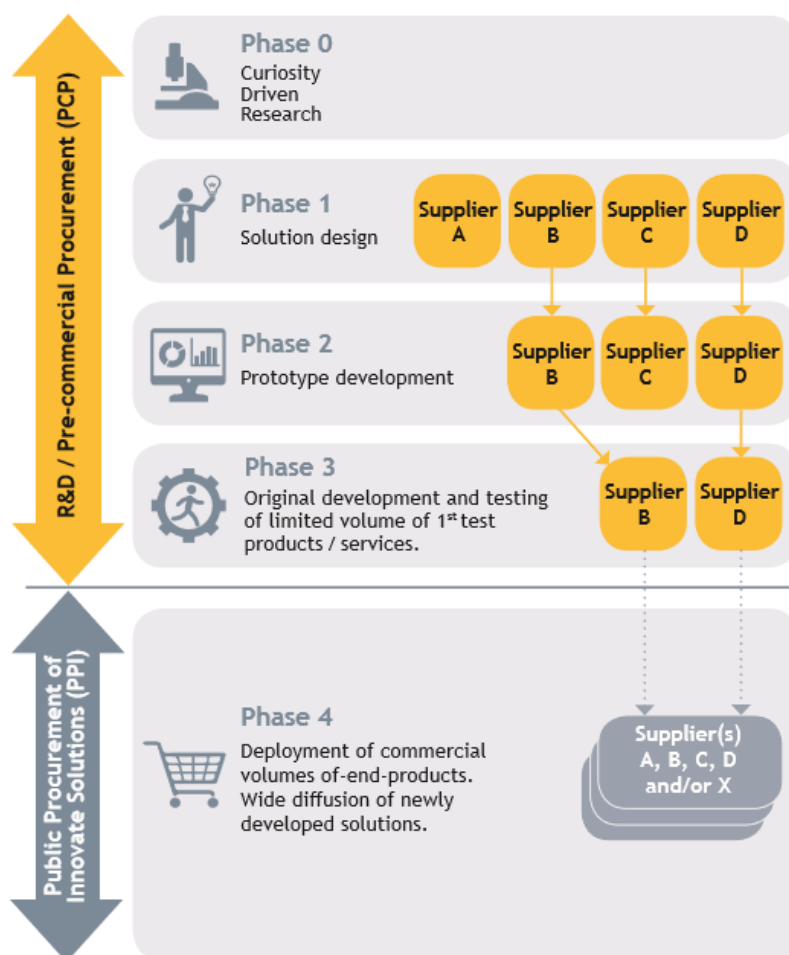 R&D / Pre-commercial Procurement (PCP)
Phase 0
Curiosity
Driven
Research
Phase 1
Solution design
Supplier
A
Supplier
B
Supplier
C
Supplier
D
Phase 2
Prototype development
Supplier
B
Supplier
C
Supplier
D
Phase 3
Original development and testing
of limited volume of 1st test
products / services.
Supplier
B
Supplier
D
Public Procurement of
Innovate Solutions (PPI)
Phase 4
Deployment of commercial
volumes of-end-products.
Wide diffusion of newly
developed solutions.
Supplier(s)
A, B, C, D
and/or X